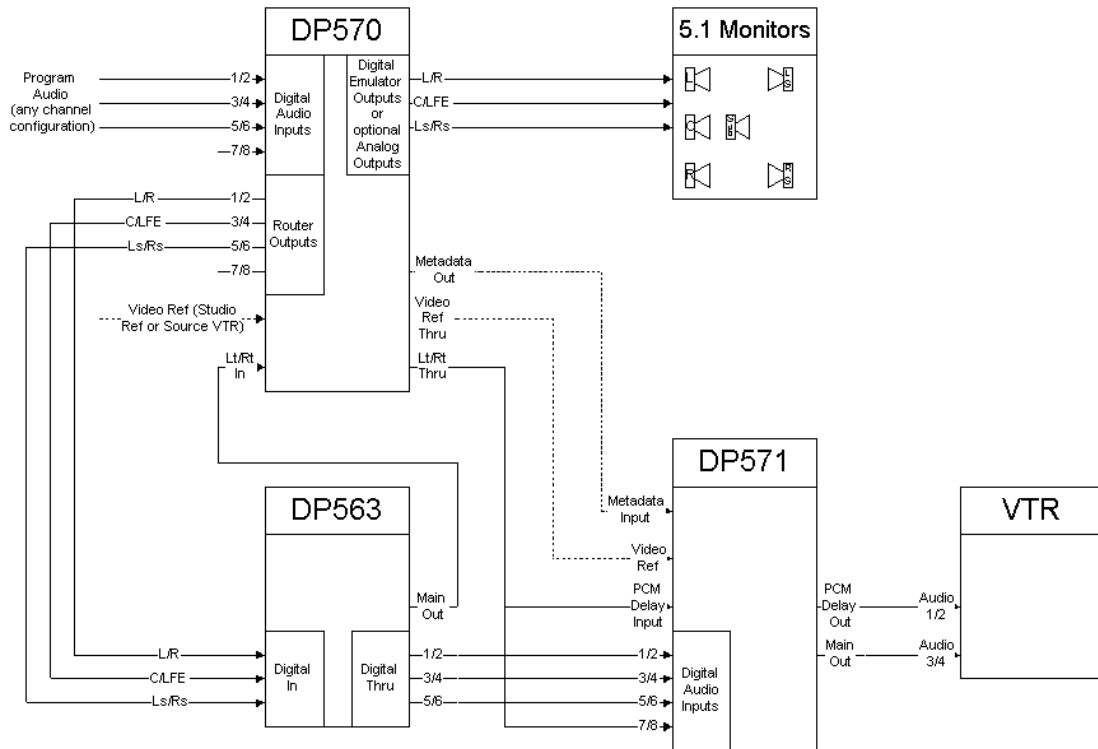 DP570
5.1 Monitors
Program
Audio
(any channel
configuration)
1/2
3/4
5/6
7/8
Digital
Audio
Inputs
Digital
Emulator
Outputs
or
optional
Analog
Outputs
L/R
C/LFE
Ls/Rs
L
C
R
L
S
Sub
R
S
L/R
C/LFE
Ls/Rs
1/2
3/4
5/6
7/8
Router
Outputs
Video Ref (Studio
Ref or Source VTR)
Lt/Rt
In
Metadata
Out
Video
Ref
Thru
Lt/Rt
Thru
DP563
Main
Out
L/R
C/LFE
Ls/Rs
Digital
In
Digital
Thru
1/2
3/4
5/6
DP571
Metadata
Input
Video
Ref
PCM
Delay
Input
1/2
3/4
5/6
7/8
Digital
Audio
Inputs
PCM
Delay
Out
Main
Out
Audio
1/2
Audio
3/4
VTR